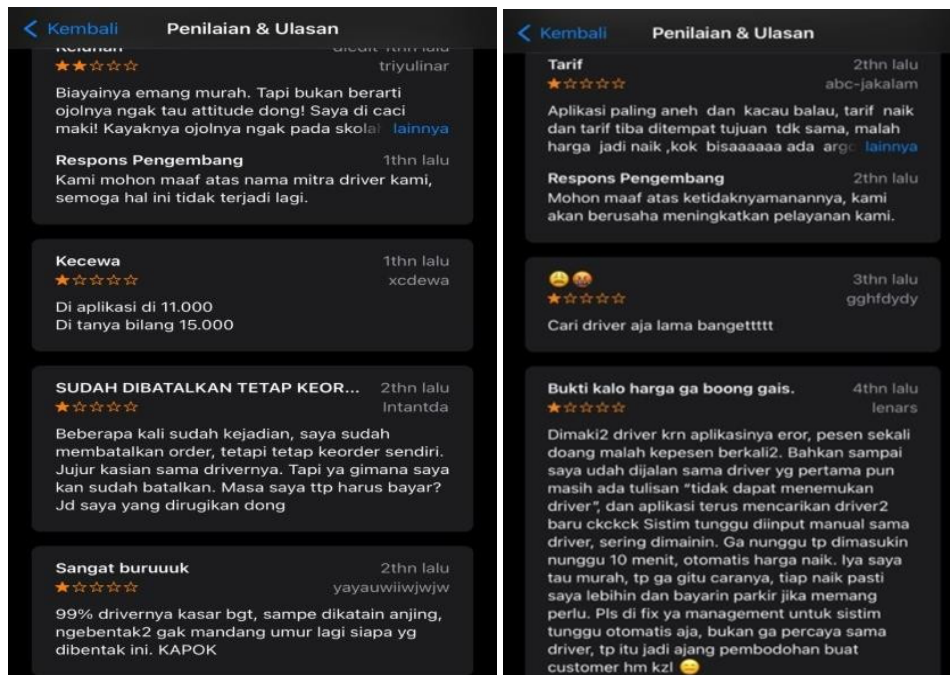 Kembali Penilaian & Ulasan
Keluhan diedit 1thn lalu
★★☆☆☆ triyulinar
Biayainya emang murah. Tapi bukan berarti
ojolnya ngak tau attitude dong! Saya di caci
maki! Kayaknya ojolnya ngak pada skolah lainnya
Respons Pengembang 1thn lalu
Kami mohon maaf atas nama mitra driver kami,
semoga hal ini tidak terjadi lagi.
Kecewa 1thn lalu
★☆☆☆☆ xcdewa
Di aplikasi di 11.000
Di tanya bilang 15.000
SUDAH DIBATALKAN TETAP KEOR... 2thn lalu
★☆☆☆☆ Intantda
Beberapa kali sudah kejadian, saya sudah
membatalkan order, tetapi tetap keorder sendiri.
Jujur kasian sama drivernya. Tapi ya gimana saya
kan sudah batalkan. Masa saya ttp harus bayar?
Jd saya yang dirugikan dong
Sangat buruuuk 2thn lalu
★☆☆☆☆ yayauwiiwjwjw
99% drivernya kasar bgt, sampe dikatain anjing,
ngebentak2 gak mandang umur lagi siapa yg
dibentak ini. KAPOK
Kembali Penilaian & Ulasan
Tarif 2thn lalu
★☆☆☆☆ abc-jakalam
Aplikasi paling aneh dan kacau balau, tarif naik
dan tarif tiba ditempat tujuan tdk sama, malah
harga jadi naik ,kok bisaaaaaa ada argo lainnya
Respons Pengembang 2thn lalu
Mohon maaf atas ketidaknyamanannya, kami
akan berusaha meningkatkan pelayanan kami.
😩🤬 3thn lalu
★☆☆☆☆ gghfdydy
Cari driver aja lama bangettttt
Bukti kalo harga ga boong gais. 4thn lalu
★☆☆☆☆ lenars
Dimaki2 driver krn aplikasinya eror, pesen sekali
doang malah kepesen berkali2. Bahkan sampai
saya udah dijalan sama driver yg pertama pun
masih ada tulisan "tidak dapat menemukan
driver", dan aplikasi terus mencarikan driver2
baru ckckck Sistim tunggu diinput manual sama
driver, sering dimainin. Ga nunggu tp dimasukin
nunggu 10 menit, otomatis harga naik. Iya saya
tau murah, tp ga gitu caranya, tiap naik pasti
saya lebihin dan bayarin parkir jika memang
perlu. Pls di fix ya management untuk sistim
tunggu otomatis aja, bukan ga percaya sama
driver, tp itu jadi ajang pembodohan buat
customer hm kzl 😑